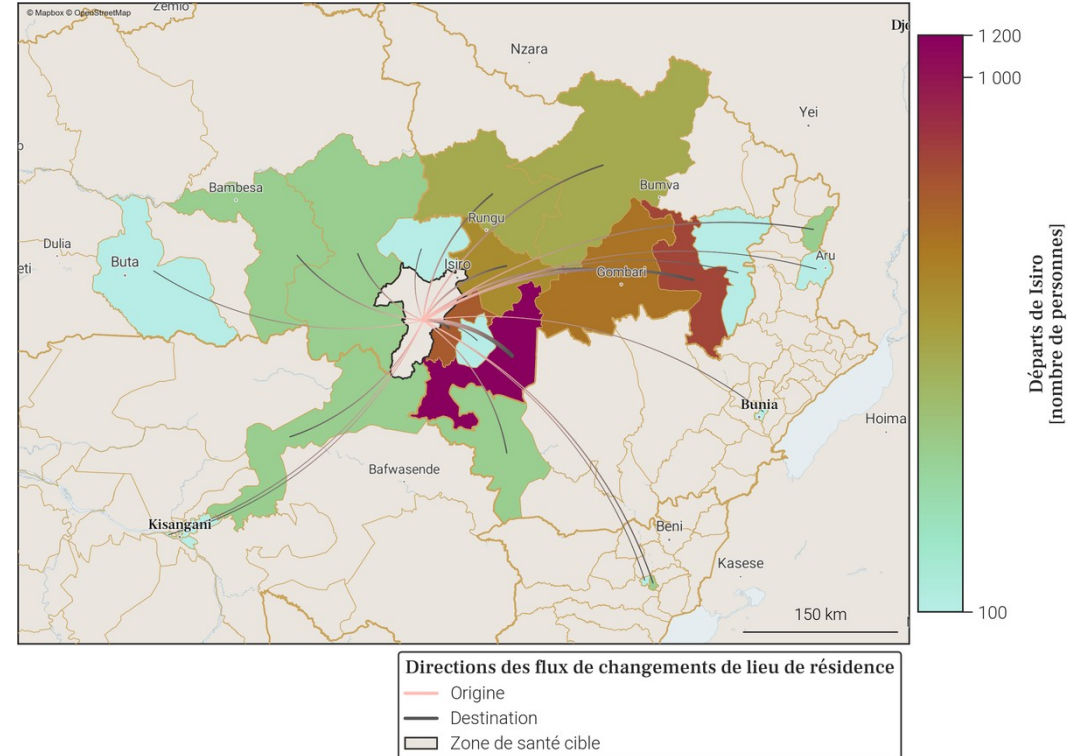 © Mapbox © OpenStreetMap
Zemio
Nzara
Yei
Bambesa
Bumva
Rungu
Dulia
Buta
Isiro
Gombari
Aru
Bunia
Hoima
Bafwasende
Kisangani
Beni
Kasese
150 km
1 200
1 000
100
Départs de Isiro
[nombre de personnes]
Directions des flux de changements de lieu de résidence
Origine
Destination
Zone de santé cible